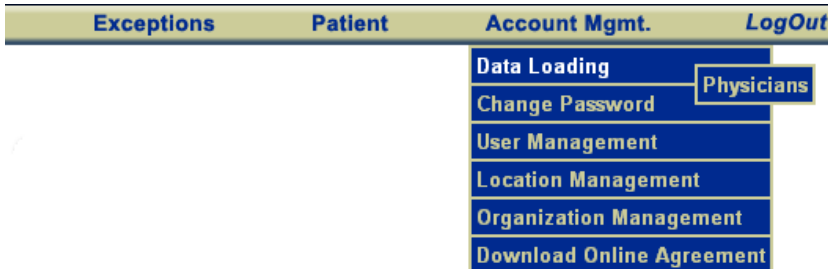 Exceptions Patient Account Mgmt. LogOut
Data Loading
Physicians
Change Password
User Management
Location Management
Organization Management
Download Online Agreement